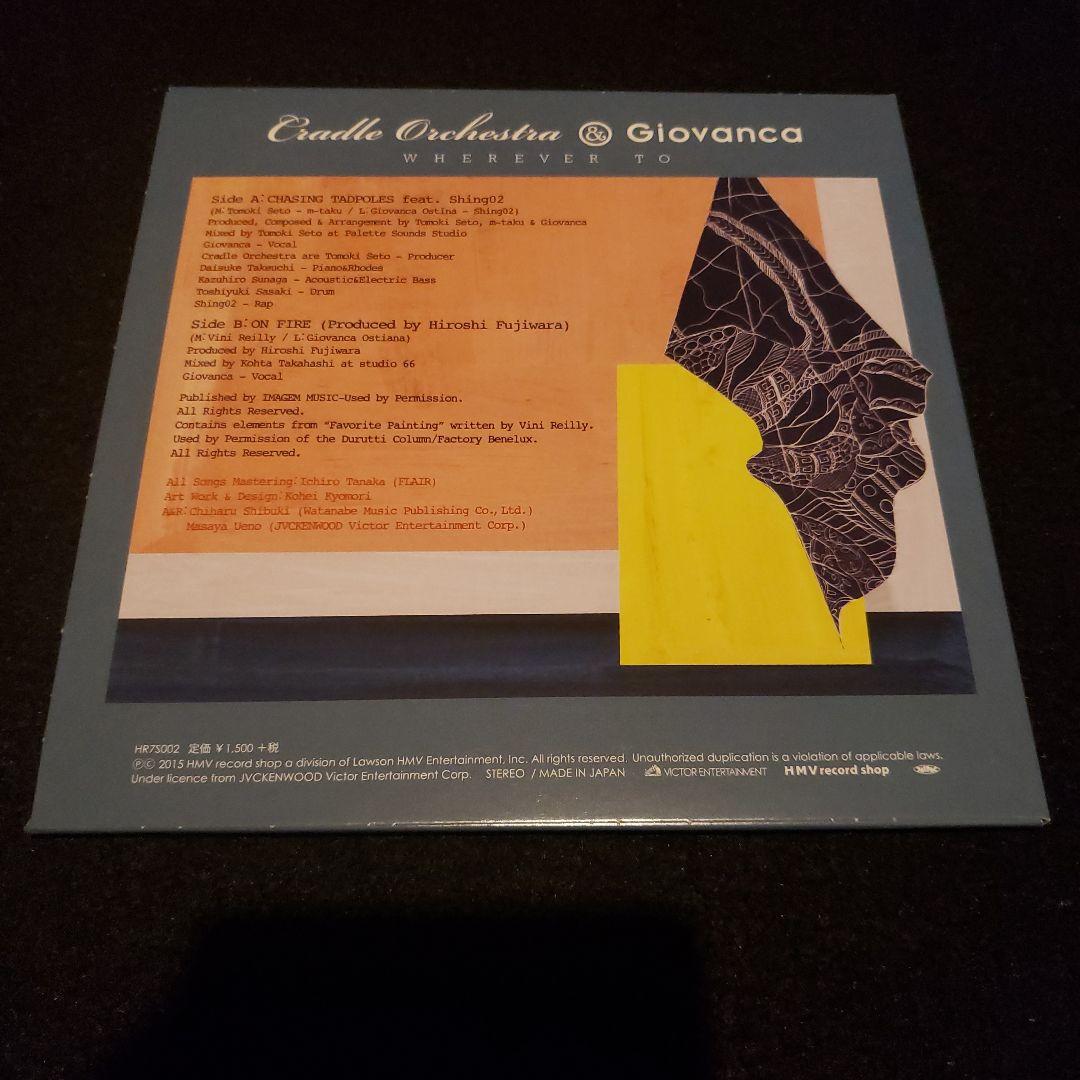 Cradle Orchestra & Giovanca
WHEREVER TO
Side A:CHASING TADPOLES feat. Shing02
(M:Tomoki Seto - m-taku / L:Giovanca Ostina - Shing02)
Produced, Composed & Arrangement by Tomoki Seto, m-taku & Giovanca
Mixed by Tomoki Seto at Palette Sounds Studio
Giovanca - Vocal
Cradle Orchestra are Tomoki Seto - Producer
Daisuke Takeuchi - Piano&Rhodes
Kazuhiro Sunaga - Acoustic&Electric Bass
Toshiyuki Sasaki - Drum
Shing02 - Rap
Side B:ON FIRE (Produced by Hiroshi Fujiwara)
(M:Vini Reilly / L:Giovanca Ostiana)
Produced by Hiroshi Fujiwara
Mixed by Kohta Takahashi at studio 66
Giovanca - Vocal
Published by IMAGEM MUSIC-Used by Permission.
All Rights Reserved.
Contains elements from "Favorite Painting" written by Vini Reilly.
Used by Permission of the Durutti Column/Factory Benelux.
All Rights Reserved.
All Songs Mastering:Ichiro Tanaka (FLAIR)
Art Work & Design:Kohei Kyomori
A&R:Chiharu Shibuki (Watanabe Music Publishing Co.,Ltd.)
Masaya Ueno (JVCKENWOOD Victor Entertainment Corp.)
HR7S002 定価 ¥1,500 +税
℗© 2015 HMV record shop a division of Lawson HMV Entertainment, Inc. All rights reserved. Unauthorized duplication is a violation of applicable laws.
Under licence from JVCKENWOOD Victor Entertainment Corp. STEREO / MADE IN JAPAN VICTOR ENTERTAINMENT HMV record shop